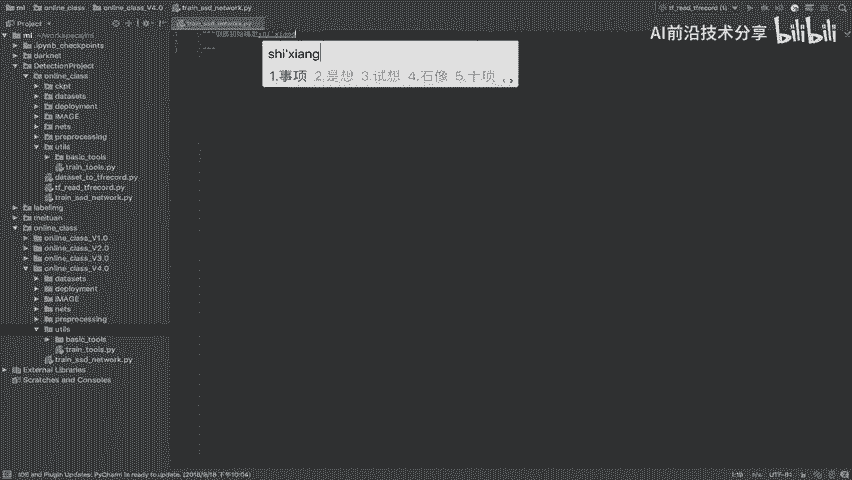 ml
online_class
online_class_V4.0
train_ssd_network.py
tf_read_tfrecord (1)
Project
train_ssd_network.py
AI前沿技术分享 bilibili
ml ~/workspace/ml
.ipynb_checkpoints
darknet
DetectionProject
online_class
ckpt
datasets
deployment
IMAGE
nets
preprocessing
utils
basic_tools
train_tools.py
dataset_to_tfrecord.py
tf_read_tfrecord.py
train_ssd_network.py
labelimg
meituan
online_class
online_class_V1.0
online_class_V2.0
online_class_V3.0
online_class_V4.0
datasets
deployment
IMAGE
nets
preprocessing
utils
basic_tools
train_tools.py
train_ssd_network.py
External Libraries
Scratches and Consoles
shi'xiang
1.事项 2.是想 3.试想 4.石像 5.十项
IDE and Plugin Updates: PyCharm is ready to update. (2018/9/18 下午10:04)
UTF-8